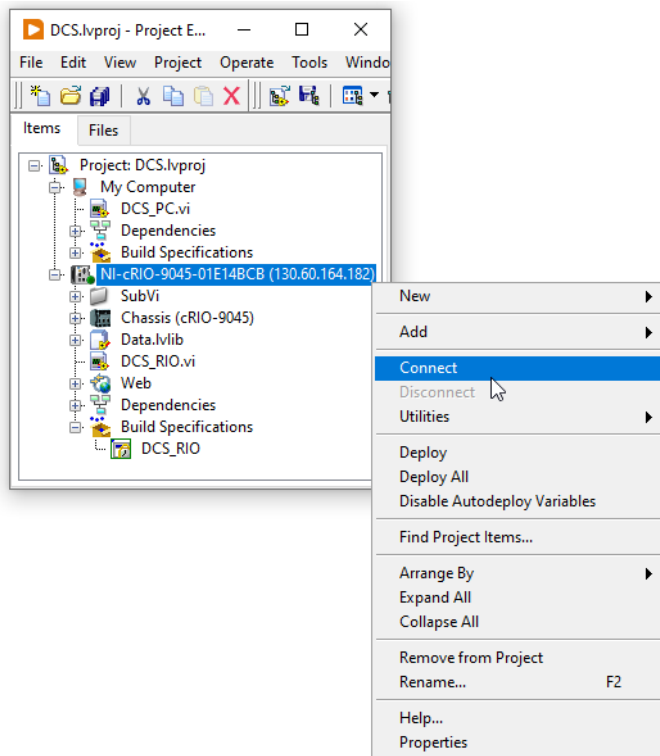 DCS.lvproj - Project E...
File Edit View Project Operate Tools Windo
Items Files
Project: DCS.lvproj
My Computer
DCS_PC.vi
Dependencies
Build Specifications
NI-cRIO-9045-01E14BCB (130.60.164.182)
SubVi
Chassis (cRIO-9045)
Data.lvlib
DCS_RIO.vi
Web
Dependencies
Build Specifications
DCS_RIO
New
Add
Connect
Disconnect
Utilities
Deploy
Deploy All
Disable Autodeploy Variables
Find Project Items...
Arrange By
Expand All
Collapse All
Remove from Project
Rename... F2
Help...
Properties